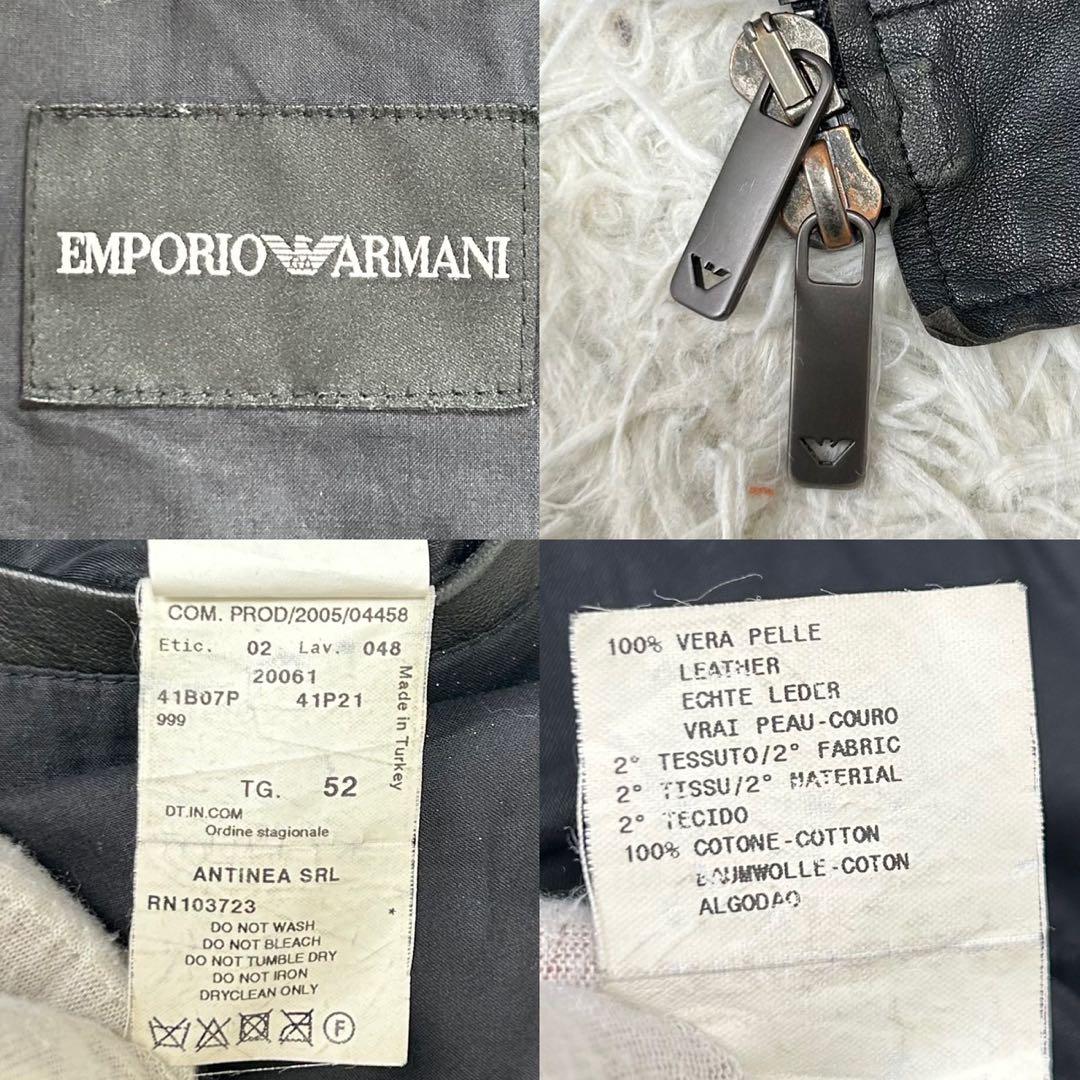 EMPORIO ARMANI
COM. PROD/2005/04458
Etic. 02 Lav. 048
20061
41B07P 41P21
999
Made in Turkey
TG. 52
DT.IN.COM
Ordine stagionale
ANTINEA SRL
RN103723 *
DO NOT WASH
DO NOT BLEACH
DO NOT TUMBLE DRY
DO NOT IRON
DRYCLEAN ONLY
F
100% VERA PELLE
LEATHER
ECHTE LEDER
VRAI PEAU-COURO
2° TESSUTO/2° FABRIC
2° TISSU/2° MATERIAL
2° TECIDO
100% COTONE-COTTON
BAUMWOLLE-COTON
ALGODAO